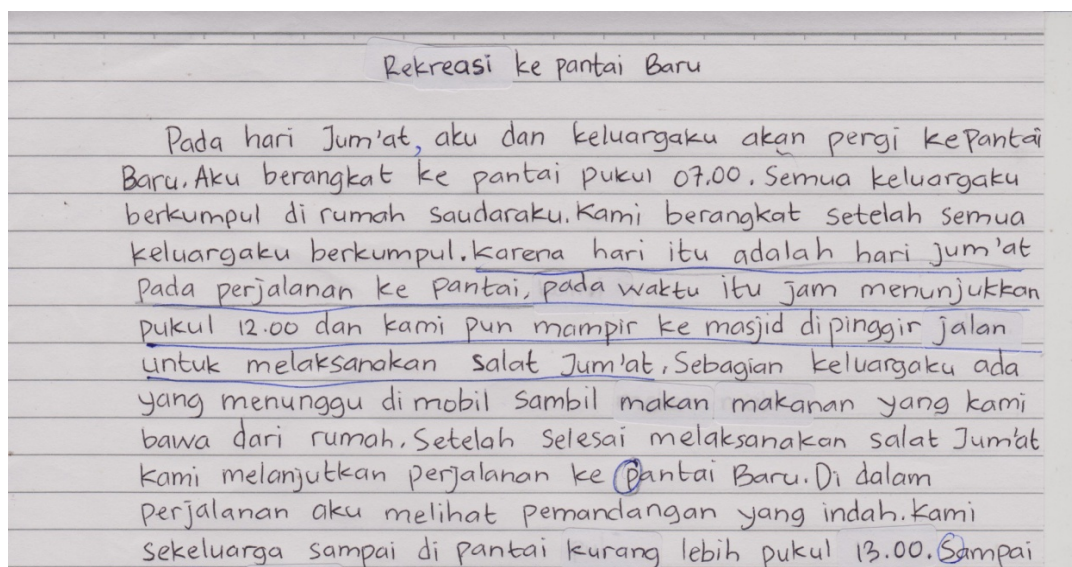 Rekreasi ke pantai Baru
Pada hari Jum'at, aku dan keluargaku akan pergi kePantai
Baru. Aku berangkat ke pantai pukul 07.00. Semua keluargaku
berkumpul di rumah saudaraku. Kami berangkat setelah semua
keluargaku berkumpul. Karena hari itu adalah hari jum'at
pada perjalanan ke pantai, pada waktu itu jam menunjukkan
pukul 12.00 dan kami pun mampir ke masjid dipinggir jalan
untuk melaksanakan salat Jum'at. Sebagian keluargaku ada
yang menunggu di mobil sambil makan makanan yang kami
bawa dari rumah. Setelah selesai melaksanakan salat Jum'at
kami melanjutkan perjalanan ke pantai Baru. Di dalam
perjalanan aku melihat pemandangan yang indah. Kami
sekeluarga sampai di pantai kurang lebih pukul 13.00. Sampai